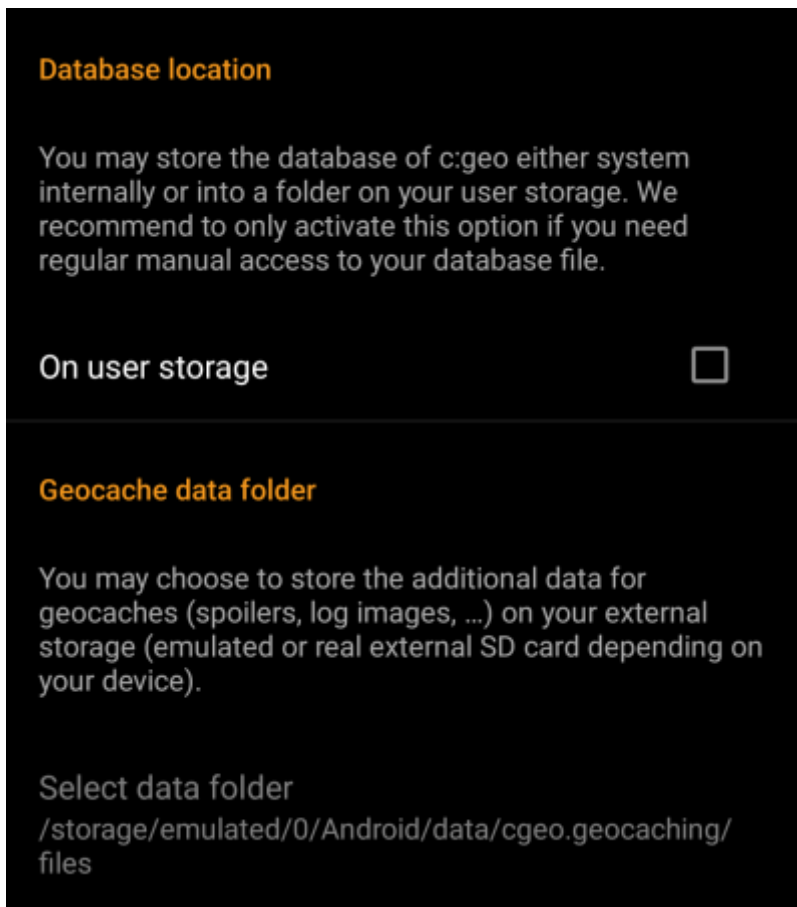 Database location
You may store the database of c:geo either system
internally or into a folder on your user storage. We
recommend to only activate this option if you need
regular manual access to your database file.
On user storage
Geocache data folder
You may choose to store the additional data for
geocaches (spoilers, log images, …) on your external
storage (emulated or real external SD card depending on
your device).
Select data folder
/storage/emulated/0/Android/data/cgeo.geocaching/
files